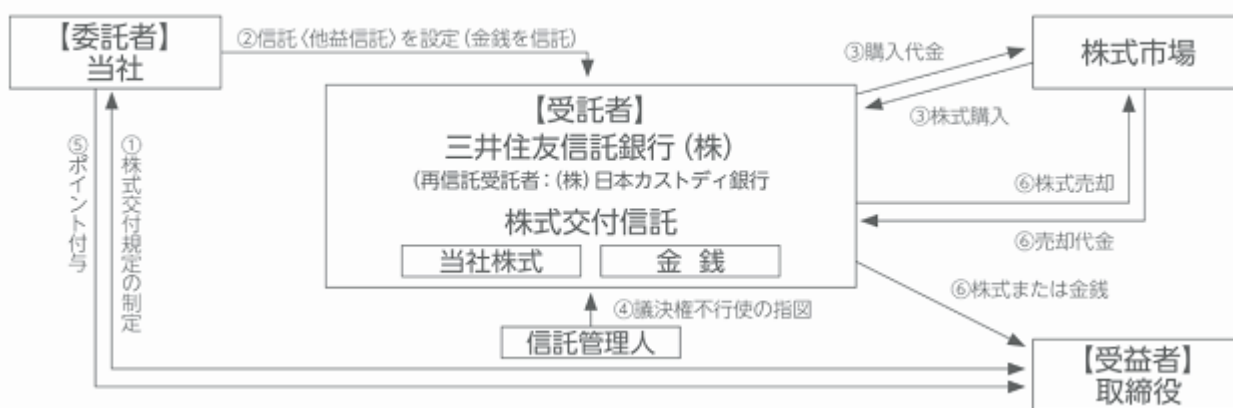 【委託者】
当社
②信託〈他益信託〉を設定(金銭を信託)
③購入代金
株式市場
③株式購入
【受託者】
三井住友信託銀行(株)
(再信託受託者:(株)日本カストディ銀行
株式交付信託
当社株式
金 銭
⑤ポイント付与
①株式交付規定の制定
⑥株式売却
⑥売却代金
⑥株式または金銭
④議決権不行使の指図
信託管理人
【受益者】
取締役